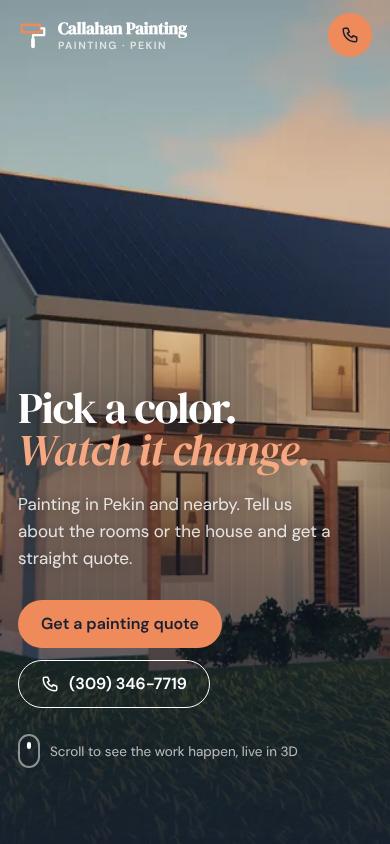 Callahan Painting
PAINTING · PEKIN
Pick a color.
Watch it change.
Painting in Pekin and nearby. Tell us
about the rooms or the house and get a
straight quote.
Get a painting quote
(309) 346-7719
Scroll to see the work happen, live in 3D